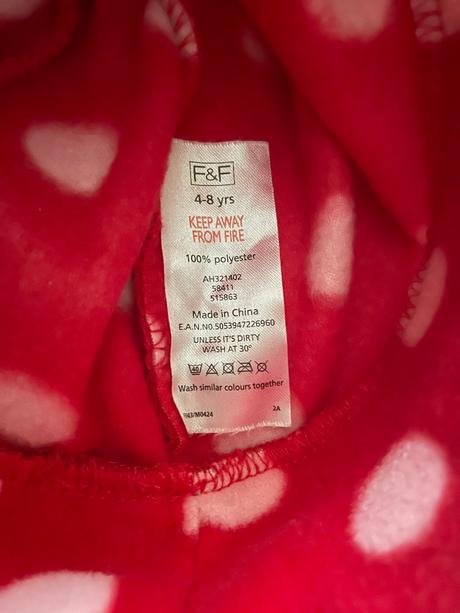 F&F
4-8 yrs
KEEP AWAY
FROM FIRE
100% polyester
AH321402
58411
515863
Made in China
E.A.N.NO.5053947226960
UNLESS IT'S DIRTY
WASH AT 30°
Wash similar colours together
2A